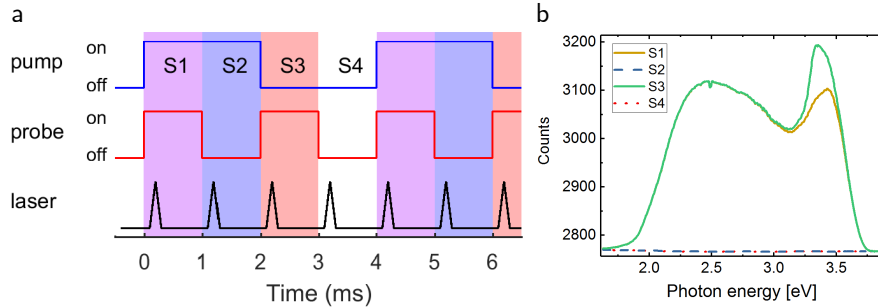 a
pump
on
off
S1 S2 S3 S4
probe
on
off
laser
0 1 2 3 4 5 6
Time (ms)
b
S1
S2
S3
S4
3200
3100
3000
2900
2800
Counts
2.0 2.5 3.0 3.5
Photon energy [eV]